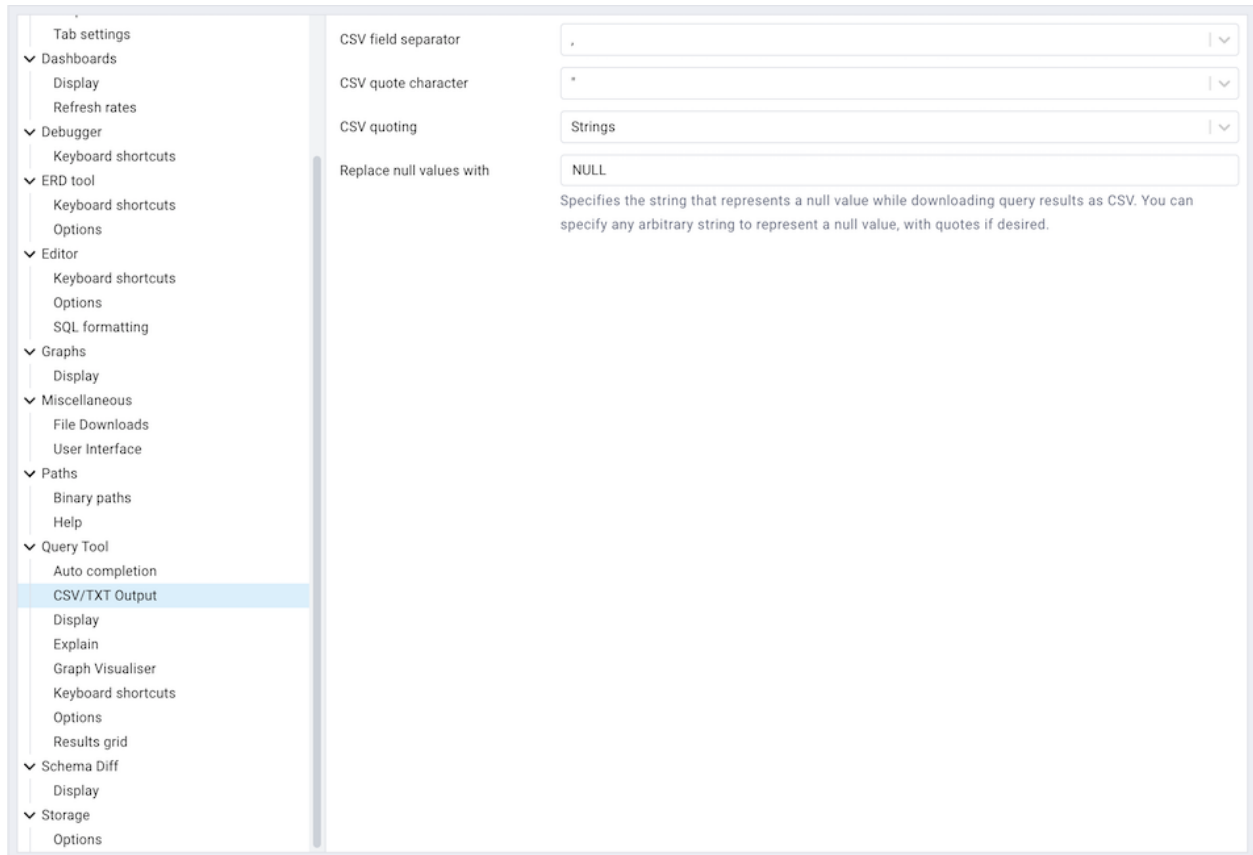 Tab settings
Dashboards
Display
Refresh rates
Debugger
Keyboard shortcuts
ERD tool
Keyboard shortcuts
Options
Editor
Keyboard shortcuts
Options
SQL formatting
Graphs
Display
Miscellaneous
File Downloads
User Interface
Paths
Binary paths
Help
Query Tool
Auto completion
CSV/TXT Output
Display
Explain
Graph Visualiser
Keyboard shortcuts
Options
Results grid
Schema Diff
Display
Storage
Options
CSV field separator ,
CSV quote character "
CSV quoting Strings
Replace null values with NULL
Specifies the string that represents a null value while downloading query results as CSV. You can
specify any arbitrary string to represent a null value, with quotes if desired.